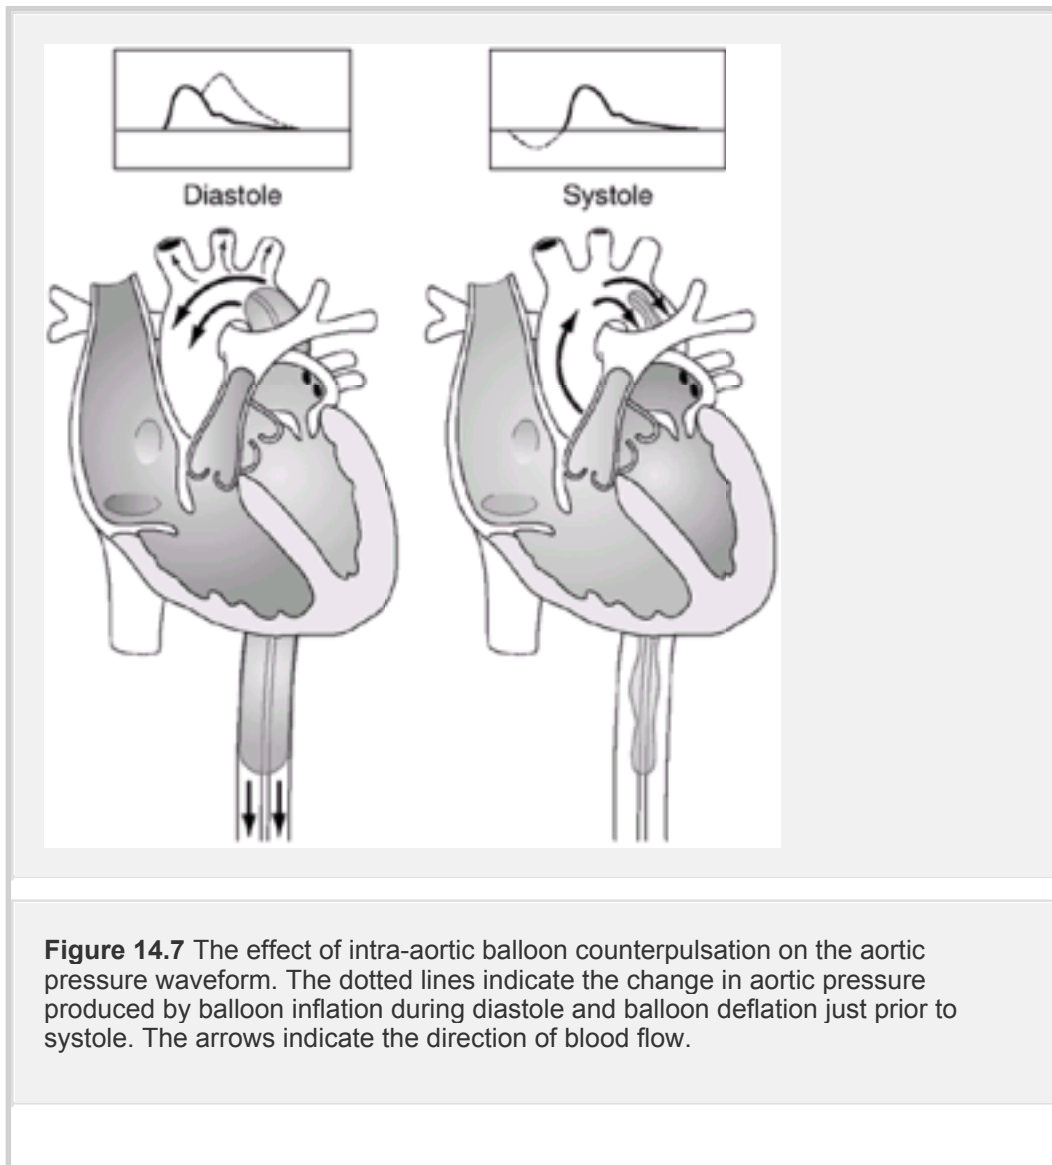 Diastole
Systole
Figure 14.7 The effect of intra-aortic balloon counterpulsation on the aortic
pressure waveform. The dotted lines indicate the change in aortic pressure
produced by balloon inflation during diastole and balloon deflation just prior to
systole. The arrows indicate the direction of blood flow.